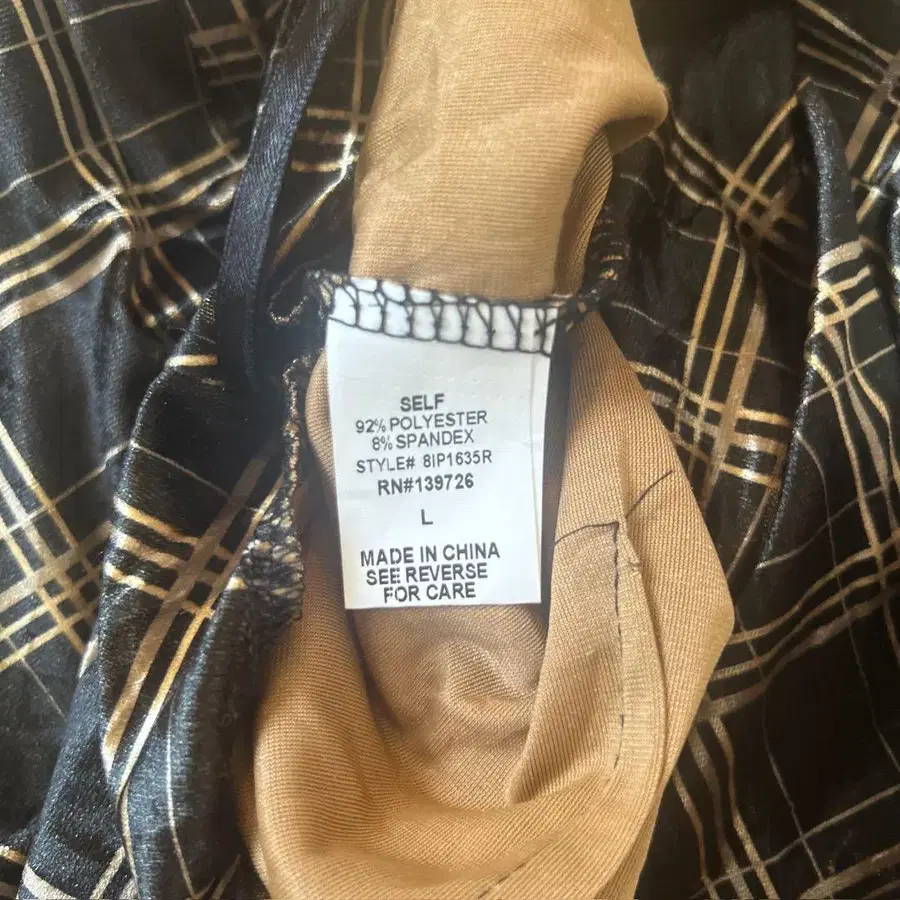 SELF
92% POLYESTER
8% SPANDEX
STYLE# 8IP1635R
RN#139726
L
MADE IN CHINA
SEE REVERSE
FOR CARE